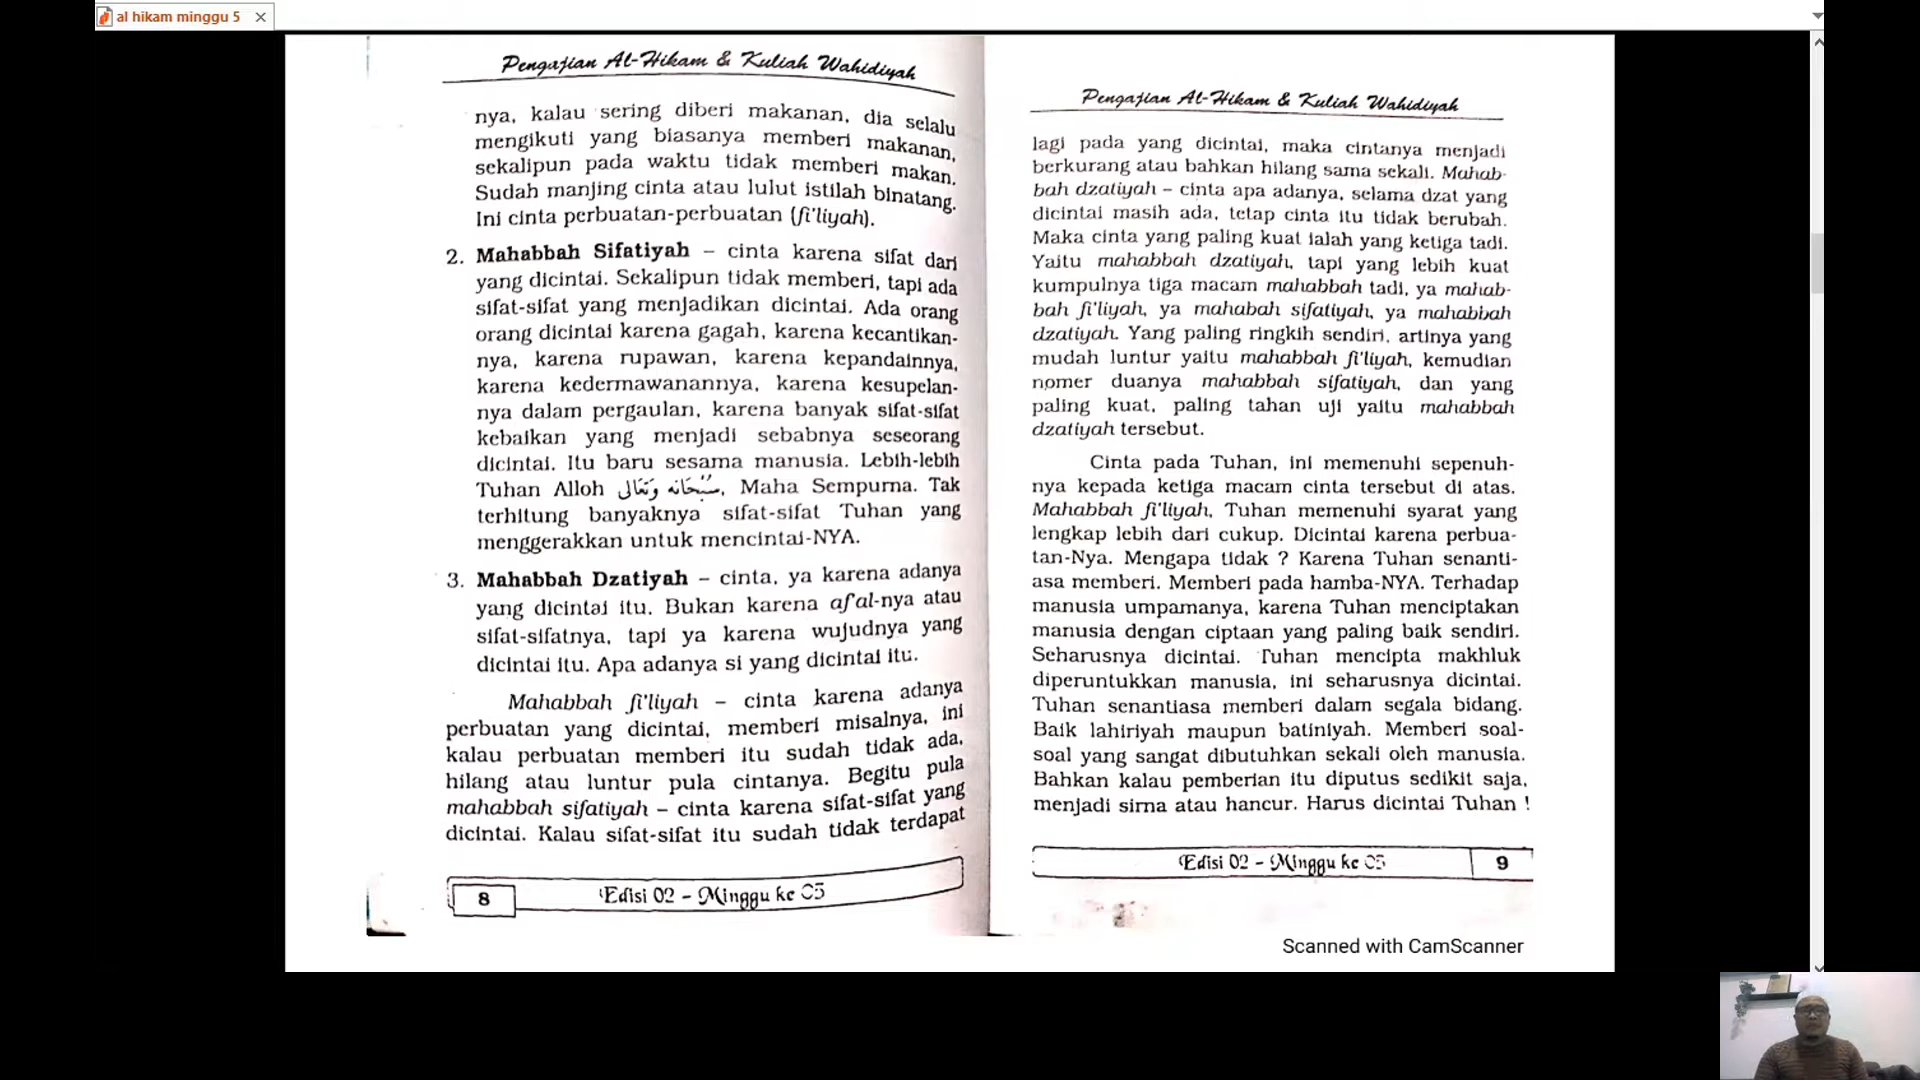 al hikam minggu 5
Pengajian Al-Hikam & Kuliah Wahidiyah
nya, kalau sering diberi makanan, dia selalu
mengikuti yang biasanya memberi makanan,
sekalipun pada waktu tidak memberi makan.
Sudah manjing cinta atau lulut istilah binatang.
Ini cinta perbuatan-perbuatan (fi'liyah).
2. Mahabbah Sifatiyah – cinta karena sifat dari
yang dicintai. Sekalipun tidak memberi, tapi ada
sifat-sifat yang menjadikan dicintai. Ada orang
orang dicintai karena gagah, karena kecantikan-
nya, karena rupawan, karena kepandainnya,
karena kedermawanannya, karena kesupelan-
nya dalam pergaulan, karena banyak sifat-sifat
kebaikan yang menjadi sebabnya seseorang
dicintai. Itu baru sesama manusia. Lebih-lebih
Tuhan Alloh سُبْحَانَه وَتَعَالَى, Maha Sempurna. Tak
terhitung banyaknya sifat-sifat Tuhan yang
menggerakkan untuk mencintai-NYA.
3. Mahabbah Dzatiyah – cinta, ya karena adanya
yang dicintai itu. Bukan karena af'al-nya atau
sifat-sifatnya, tapi ya karena wujudnya yang
dicintai itu. Apa adanya si yang dicintai itu.
Mahabbah fi'liyah – cinta karena adanya
perbuatan yang dicintai, memberi misalnya, ini
kalau perbuatan memberi itu sudah tidak ada,
hilang atau luntur pula cintanya. Begitu pula
mahabbah sifatiyah – cinta karena sifat-sifat yang
dicintai. Kalau sifat-sifat itu sudah tidak terdapat
8 Edisi 02 – Minggu ke 05
Pengajian Al-Hikam & Kuliah Wahidiyah
lagi pada yang dicintai, maka cintanya menjadi
berkurang atau bahkan hilang sama sekali. Mahab-
bah dzatiyah – cinta apa adanya, selama dzat yang
dicintai masih ada, tetap cinta itu tidak berubah.
Maka cinta yang paling kuat ialah yang ketiga tadi.
Yaitu mahabbah dzatiyah, tapi yang lebih kuat
kumpulnya tiga macam mahabbah tadi, ya mahab-
bah fi'liyah, ya mahabah sifatiyah, ya mahabbah
dzatiyah. Yang paling ringkih sendiri, artinya yang
mudah luntur yaitu mahabbah fi'liyah, kemudian
nomer duanya mahabbah sifatiyah, dan yang
paling kuat, paling tahan uji yaitu mahabbah
dzatiyah tersebut.
Cinta pada Tuhan, ini memenuhi sepenuh-
nya kepada ketiga macam cinta tersebut di atas.
Mahabbah fi'liyah, Tuhan memenuhi syarat yang
lengkap lebih dari cukup. Dicintai karena perbua-
tan-Nya. Mengapa tidak ? Karena Tuhan senanti-
asa memberi. Memberi pada hamba-NYA. Terhadap
manusia umpamanya, karena Tuhan menciptakan
manusia dengan ciptaan yang paling baik sendiri.
Seharusnya dicintai. Tuhan mencipta makhluk
diperuntukkan manusia, ini seharusnya dicintai.
Tuhan senantiasa memberi dalam segala bidang.
Baik lahiriyah maupun batiniyah. Memberi soal-
soal yang sangat dibutuhkan sekali oleh manusia.
Bahkan kalau pemberian itu diputus sedikit saja,
menjadi sirna atau hancur. Harus dicintai Tuhan !
Edisi 02 – Minggu ke 05 9
Scanned with CamScanner